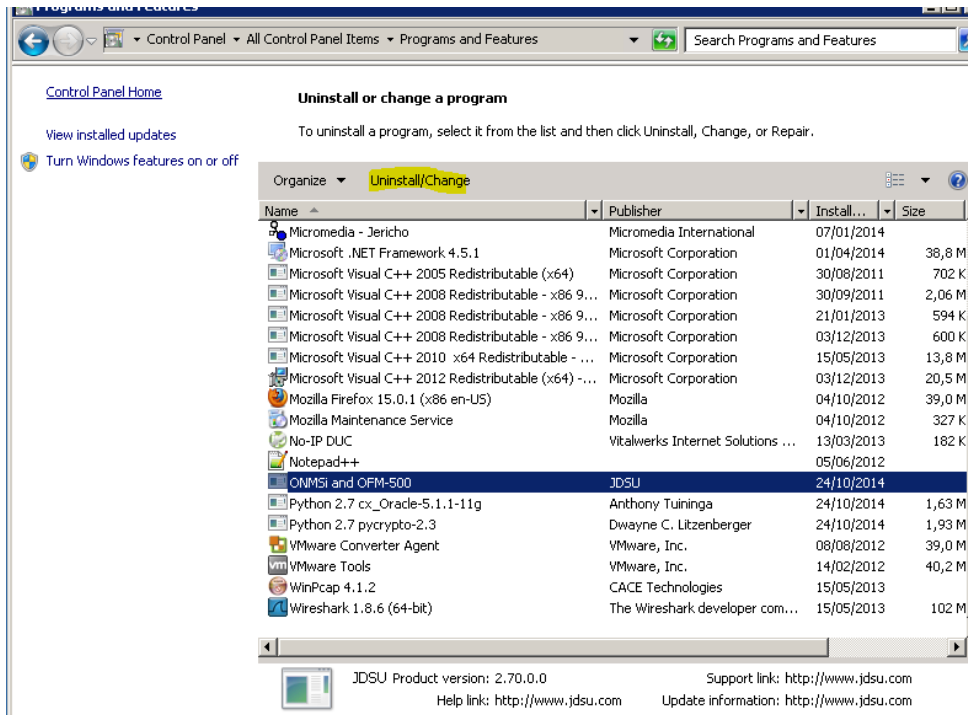 Programs and Features
Control Panel All Control Panel Items Programs and Features
Search Programs and Features
Control Panel Home
View installed updates
Turn Windows features on or off
Uninstall or change a program
To uninstall a program, select it from the list and then click Uninstall, Change, or Repair.
Organize Uninstall/Change
Name Publisher Install... Size
Micromedia - Jericho Micromedia International 07/01/2014
Microsoft .NET Framework 4.5.1 Microsoft Corporation 01/04/2014 38,8 M
Microsoft Visual C++ 2005 Redistributable (x64) Microsoft Corporation 30/08/2011 702 K
Microsoft Visual C++ 2008 Redistributable - x86 9... Microsoft Corporation 30/09/2011 2,06 M
Microsoft Visual C++ 2008 Redistributable - x86 9... Microsoft Corporation 21/01/2013 594 K
Microsoft Visual C++ 2008 Redistributable - x86 9... Microsoft Corporation 03/12/2013 600 K
Microsoft Visual C++ 2010 x64 Redistributable - ... Microsoft Corporation 15/05/2013 13,8 M
Microsoft Visual C++ 2012 Redistributable (x64) -... Microsoft Corporation 03/12/2013 20,5 M
Mozilla Firefox 15.0.1 (x86 en-US) Mozilla 04/10/2012 39,0 M
Mozilla Maintenance Service Mozilla 04/10/2012 327 K
No-IP DUC Vitalwerks Internet Solutions ... 13/03/2013 182 K
Notepad++ 05/06/2012
ONMSi and OFM-500 JDSU 24/10/2014
Python 2.7 cx_Oracle-5.1.1-11g Anthony Tuininga 24/10/2014 1,63 M
Python 2.7 pycrypto-2.3 Dwayne C. Litzenberger 24/10/2014 1,93 M
VMware Converter Agent VMware, Inc. 08/08/2012 39,0 M
vm VMware Tools VMware, Inc. 14/02/2012 40,2 M
WinPcap 4.1.2 CACE Technologies 15/05/2013
Wireshark 1.8.6 (64-bit) The Wireshark developer com... 15/05/2013 102 M
JDSU Product version: 2.70.0.0 Support link: http://www.jdsu.com
Help link: http://www.jdsu.com Update information: http://www.jdsu.com